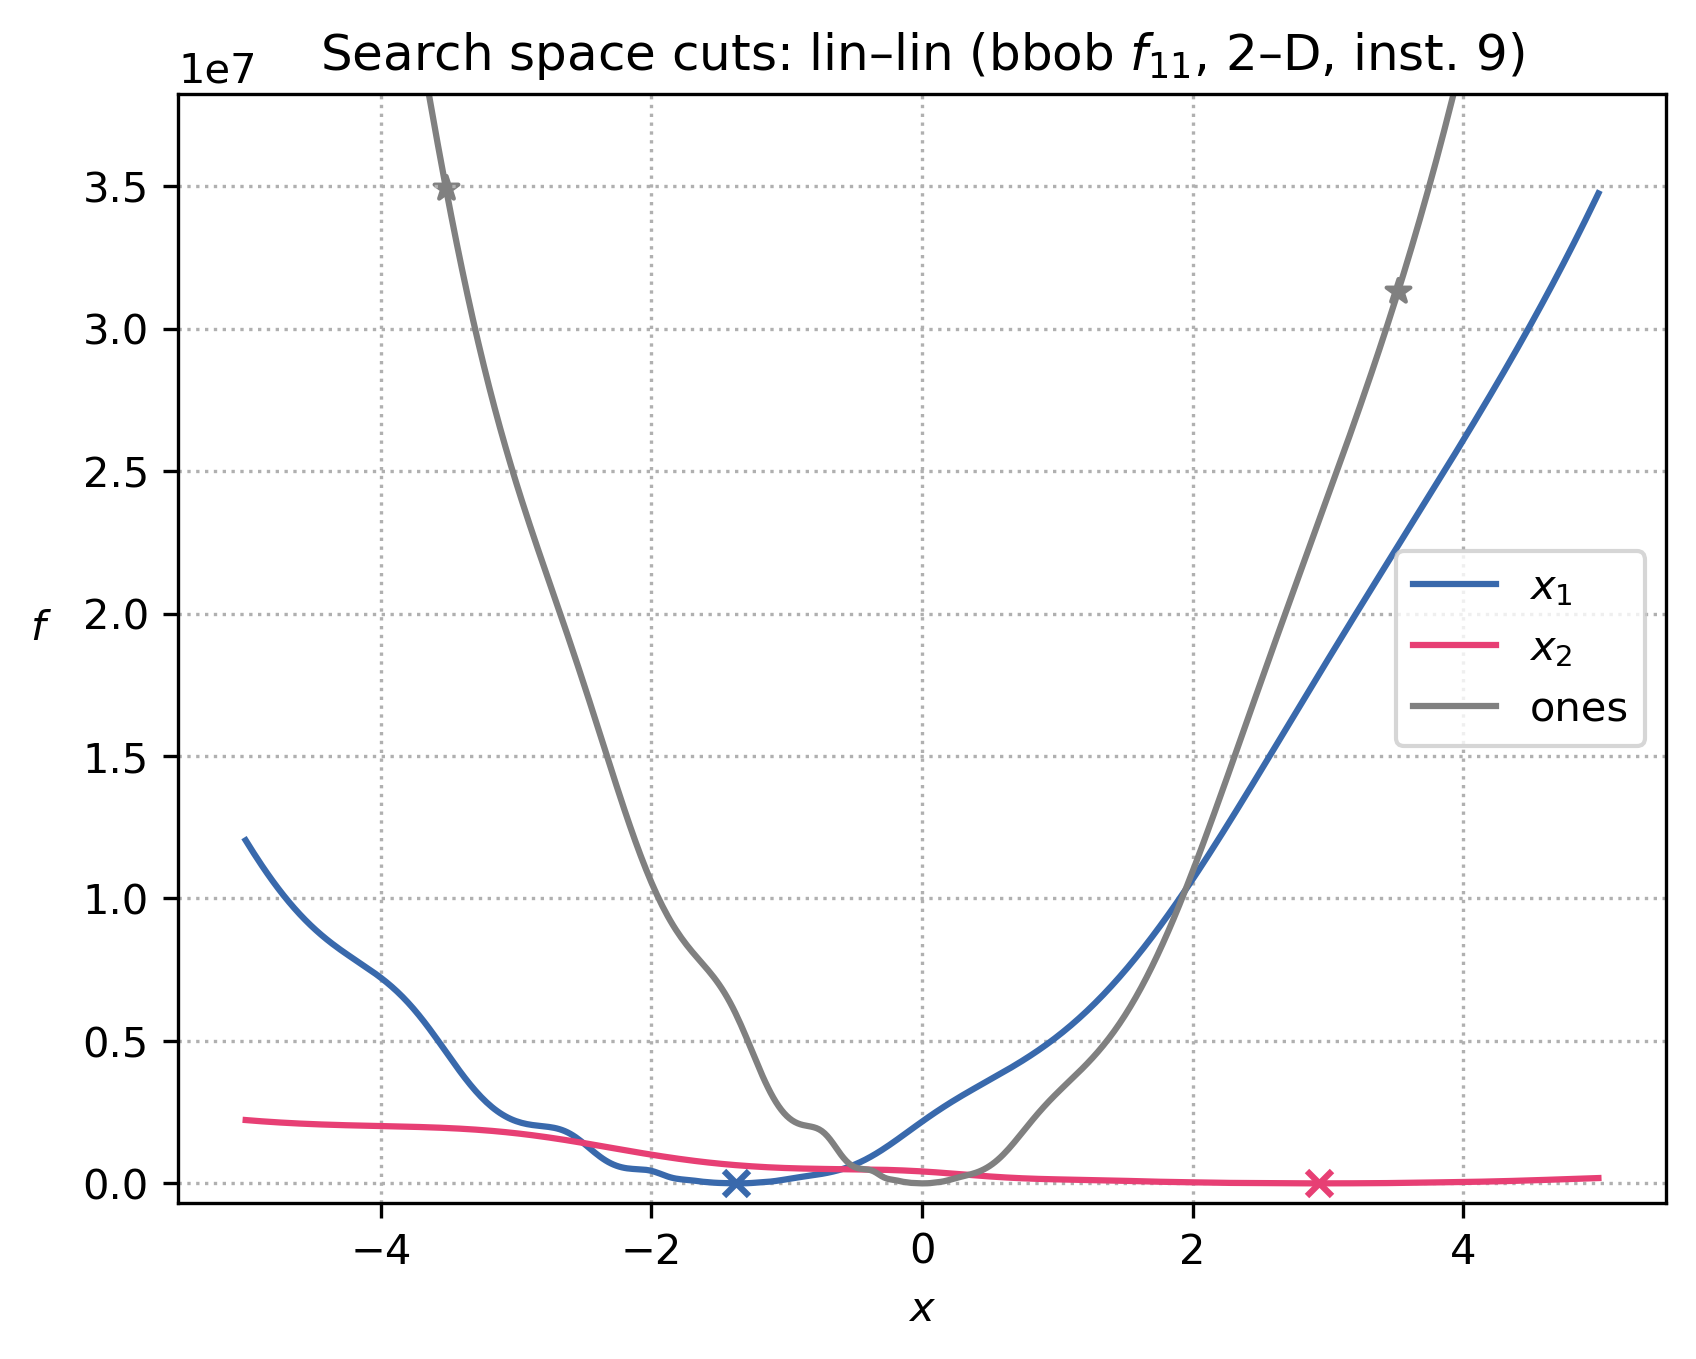 Search space cuts: lin–lin (bbob f₁₁, 2–D, inst. 9)
1e7
3.5
3.0
2.5
2.0
1.5
1.0
0.5
0.0
f
x₁
x₂
ones
−4 −2 0 2 4
x